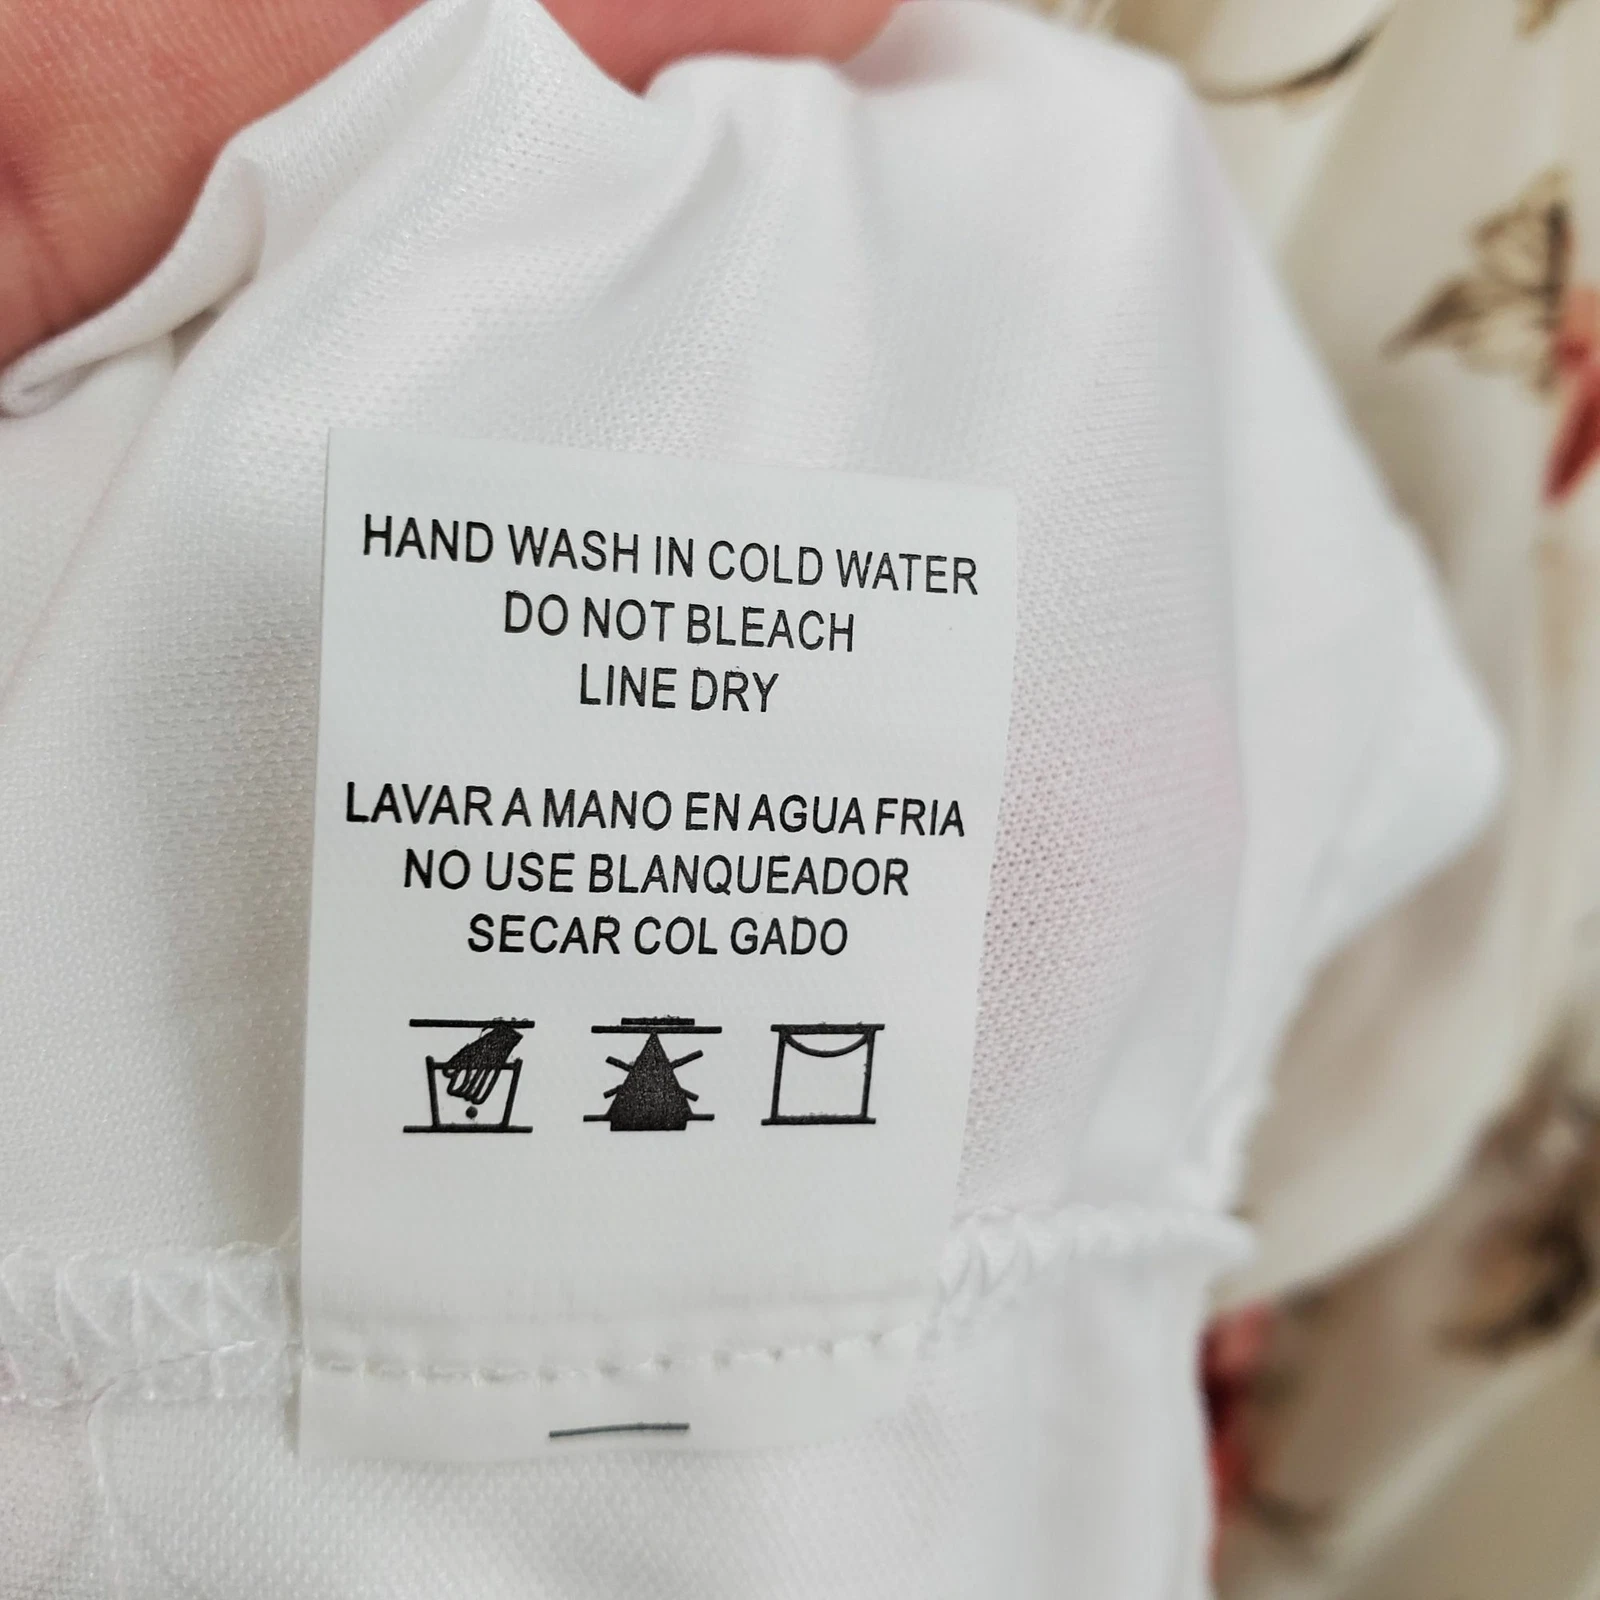 HAND WASH IN COLD WATER
DO NOT BLEACH
LINE DRY
LAVAR A MANO EN AGUA FRIA
NO USE BLANQUEADOR
SECAR COL GADO